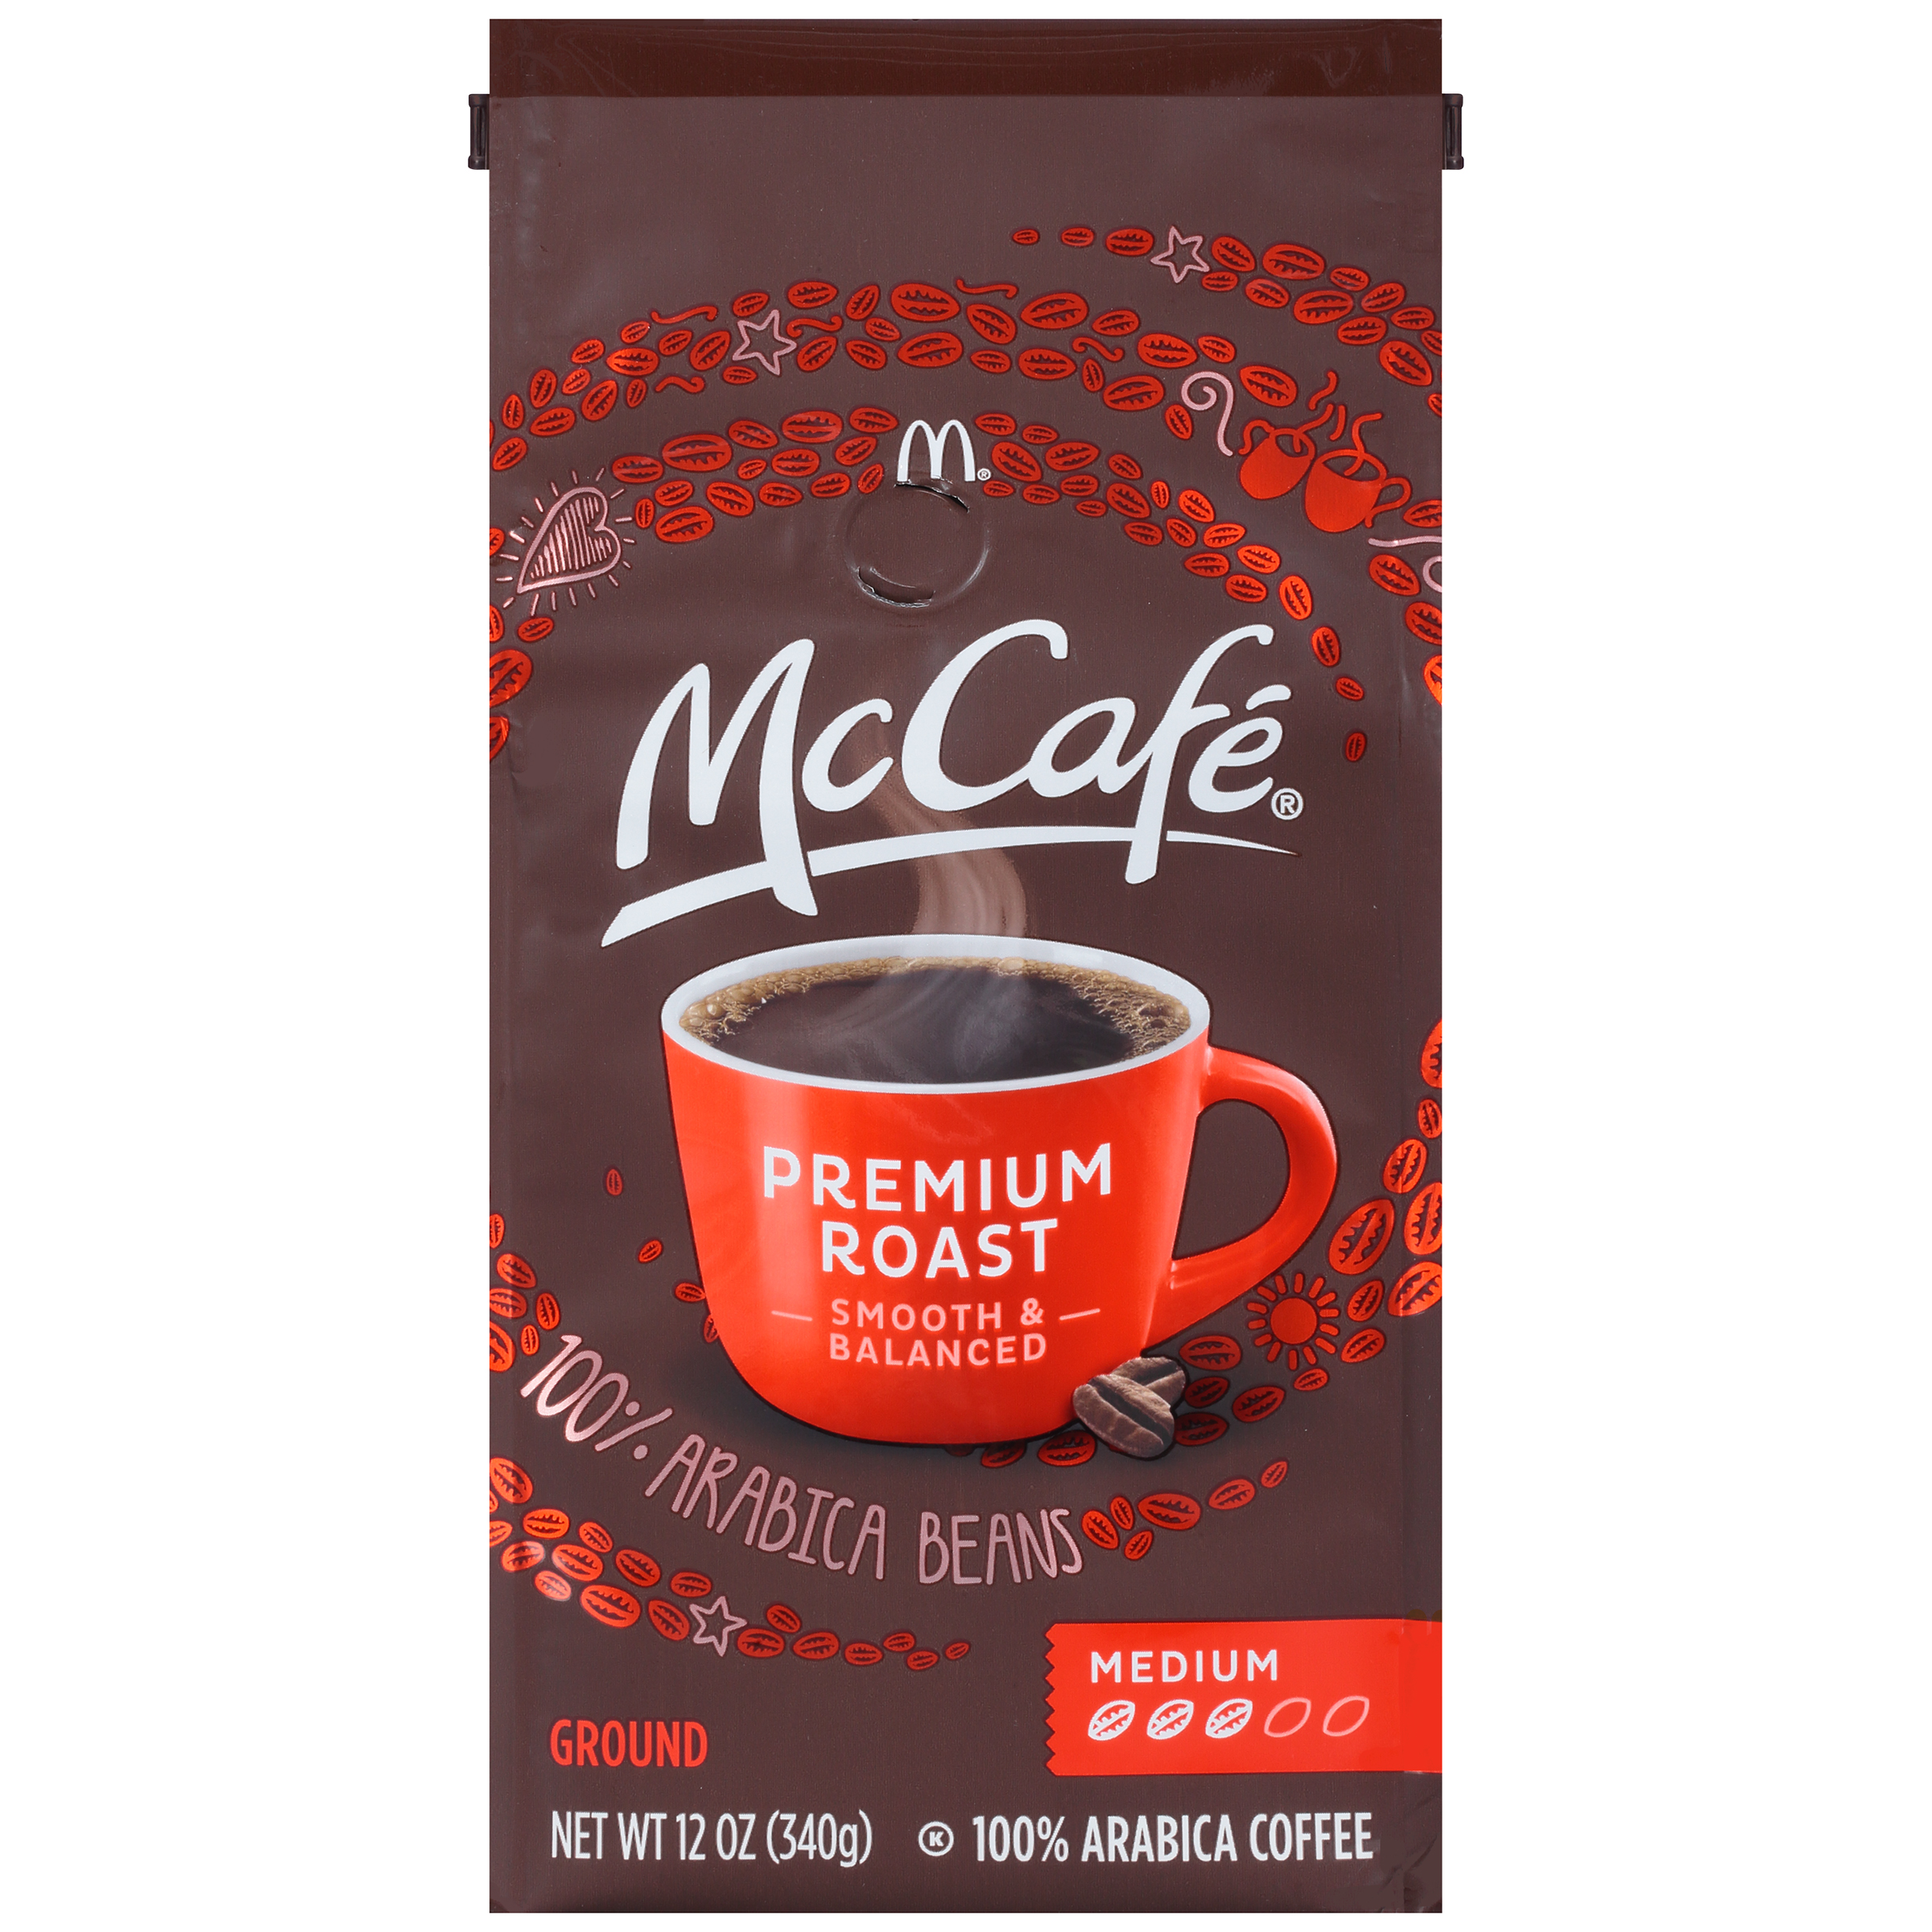 M®
McCafé®
PREMIUM
ROAST
SMOOTH &
BALANCED
100% ARABICA BEANS
MEDIUM
GROUND
NET WT 12 OZ (340g)
K 100% ARABICA COFFEE